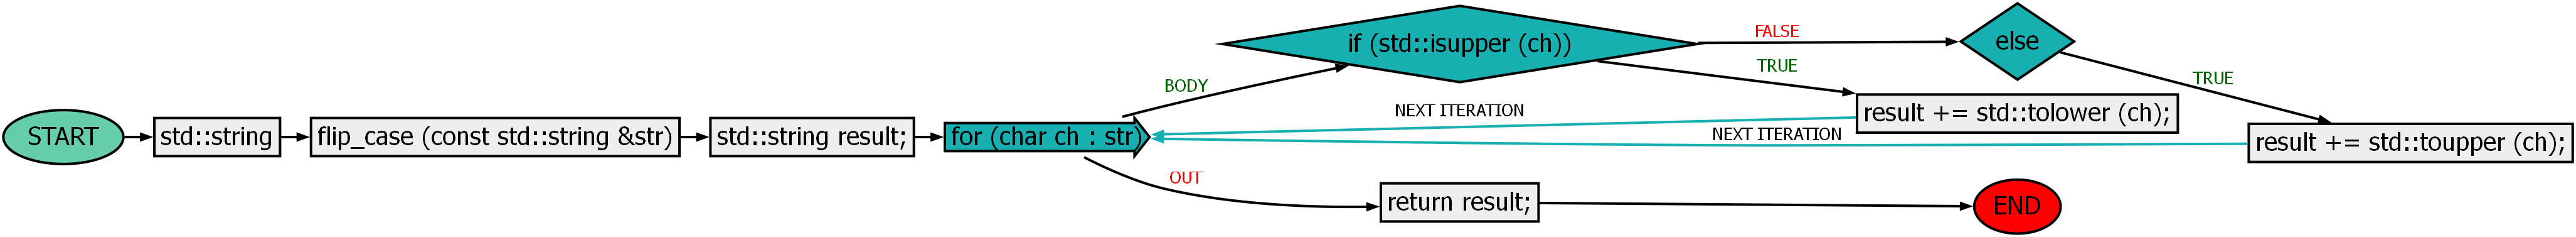 START
std::string
flip_case (const std::string &str)
std::string result;
for (char ch : str)
BODY
if (std::isupper (ch))
FALSE
else
TRUE
result += std::tolower (ch);
TRUE
result += std::toupper (ch);
NEXT ITERATION
NEXT ITERATION
OUT
return result;
END